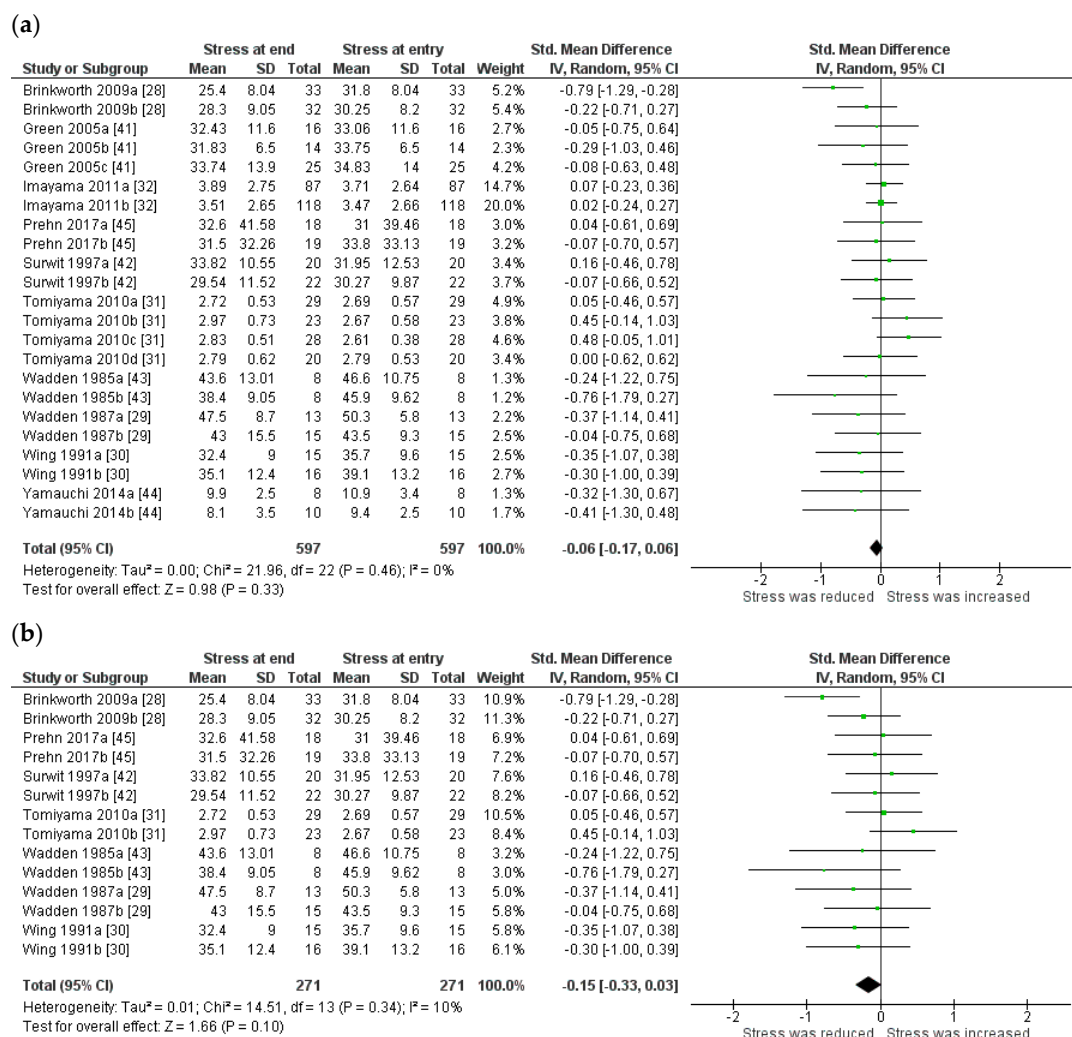 (a)
Stress at end Stress at entry Std. Mean Difference Std. Mean Difference
Study or Subgroup Mean SD Total Mean SD Total Weight IV, Random, 95% CI IV, Random, 95% CI
Brinkworth 2009a [28] 25.4 8.04 33 31.8 8.04 33 5.2% -0.79 [-1.29, -0.28]
Brinkworth 2009b [28] 28.3 9.05 32 30.25 8.2 32 5.4% -0.22 [-0.71, 0.27]
Green 2005a [41] 32.43 11.6 16 33.06 11.6 16 2.7% -0.05 [-0.75, 0.64]
Green 2005b [41] 31.83 6.5 14 33.75 6.5 14 2.4% -0.29 [-1.03, 0.46]
Green 2005c [41] 33.74 13.9 25 34.83 14 25 4.2% -0.08 [-0.63, 0.48]
Imayama 2011a [32] 3.89 2.75 87 3.71 2.64 87 14.7% 0.07 [-0.23, 0.36]
Imayama 2011b [32] 3.51 2.65 118 3.47 2.66 118 20.0% 0.02 [-0.24, 0.27]
Prehn 2017a [45] 32.6 41.58 18 31 39.46 18 3.0% 0.04 [-0.61, 0.69]
Prehn 2017b [45] 31.5 32.26 19 33.8 33.13 19 3.2% -0.07 [-0.70, 0.57]
Surwit 1997a [42] 33.82 10.55 20 31.95 12.53 20 3.4% 0.16 [-0.46, 0.78]
Surwit 1997b [42] 29.54 11.52 22 30.27 9.87 22 3.7% -0.07 [-0.66, 0.52]
Tomiyama 2010a [31] 2.72 0.53 29 2.69 0.57 29 4.9% 0.05 [-0.46, 0.57]
Tomiyama 2010b [31] 2.97 0.73 23 2.67 0.58 23 3.8% 0.45 [-0.14, 1.03]
Tomiyama 2010c [31] 2.83 0.51 28 2.61 0.38 28 4.6% 0.48 [-0.05, 1.01]
Tomiyama 2010d [31] 2.79 0.62 20 2.79 0.53 20 3.4% 0.00 [-0.62, 0.62]
Wadden 1985a [43] 43.6 13.01 8 46.6 10.75 8 1.3% -0.24 [-1.22, 0.75]
Wadden 1985b [43] 38.4 9.05 8 45.9 9.62 8 1.2% -0.76 [-1.79, 0.27]
Wadden 1987a [29] 47.5 8.7 13 50.3 5.8 13 2.2% -0.37 [-1.14, 0.41]
Wadden 1987b [29] 43 15.5 15 43.5 9.3 15 2.5% -0.04 [-0.75, 0.68]
Wing 1991a [30] 32.4 9 15 35.7 9.6 15 2.5% -0.35 [-1.07, 0.38]
Wing 1991b [30] 35.1 12.4 16 39.1 13.2 16 2.7% -0.30 [-1.00, 0.39]
Yamauchi 2014a [44] 9.9 2.5 8 10.9 3.4 8 1.3% -0.32 [-1.30, 0.67]
Yamauchi 2014b [44] 8.1 3.5 10 9.4 2.5 10 1.7% -0.41 [-1.30, 0.48]
Total (95% CI) 597 597 100.0% -0.06 [-0.17, 0.06]
Heterogeneity: Tau² = 0.00; Chi² = 21.96, df = 22 (P = 0.46); I² = 0%
Test for overall effect: Z = 0.98 (P = 0.33)
-2 -1 0 1 2
Stress was reduced Stress was increased
(b)
Stress at end Stress at entry Std. Mean Difference Std. Mean Difference
Study or Subgroup Mean SD Total Mean SD Total Weight IV, Random, 95% CI IV, Random, 95% CI
Brinkworth 2009a [28] 25.4 8.04 33 31.8 8.04 33 10.9% -0.79 [-1.29, -0.28]
Brinkworth 2009b [28] 28.3 9.05 32 30.25 8.2 32 11.3% -0.22 [-0.71, 0.27]
Prehn 2017a [45] 32.6 41.58 18 31 39.46 18 6.9% 0.04 [-0.61, 0.69]
Prehn 2017b [45] 31.5 32.26 19 33.8 33.13 19 7.2% -0.07 [-0.70, 0.57]
Surwit 1997a [42] 33.82 10.55 20 31.95 12.53 20 7.6% 0.16 [-0.46, 0.78]
Surwit 1997b [42] 29.54 11.52 22 30.27 9.87 22 8.2% -0.07 [-0.66, 0.52]
Tomiyama 2010a [31] 2.72 0.53 29 2.69 0.57 29 10.5% 0.05 [-0.46, 0.57]
Tomiyama 2010b [31] 2.97 0.73 23 2.67 0.58 23 8.4% 0.45 [-0.14, 1.03]
Wadden 1985a [43] 43.6 13.01 8 46.6 10.75 8 3.2% -0.24 [-1.22, 0.75]
Wadden 1985b [43] 38.4 9.05 8 45.9 9.62 8 3.0% -0.76 [-1.79, 0.27]
Wadden 1987a [29] 47.5 8.7 13 50.3 5.8 13 5.0% -0.37 [-1.14, 0.41]
Wadden 1987b [29] 43 15.5 15 43.5 9.3 15 5.8% -0.04 [-0.75, 0.68]
Wing 1991a [30] 32.4 9 15 35.7 9.6 15 5.8% -0.35 [-1.07, 0.38]
Wing 1991b [30] 35.1 12.4 16 39.1 13.2 16 6.1% -0.30 [-1.00, 0.39]
Total (95% CI) 271 271 100.0% -0.15 [-0.33, 0.03]
Heterogeneity: Tau² = 0.01; Chi² = 14.51, df = 13 (P = 0.34); I² = 10%
Test for overall effect: Z = 1.66 (P = 0.10)
-2 -1 0 1 2
Stress was reduced Stress was increased